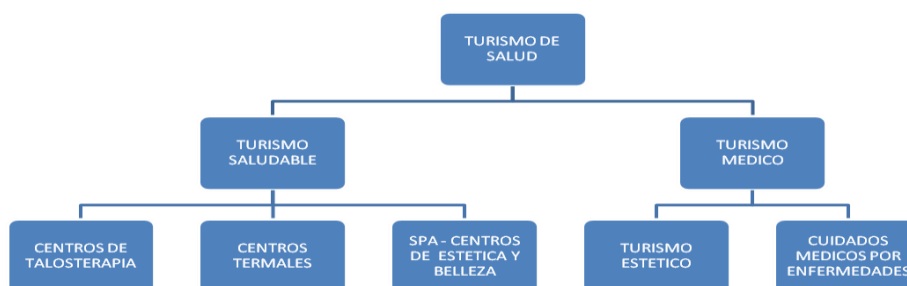 TURISMO DE
SALUD
TURISMO
SALUDABLE
TURISMO
MEDICO
CENTROS DE
TALOSTERAPIA
CENTROS
TERMALES
SPA - CENTROS
DE ESTETICA Y
BELLEZA
TURISMO
ESTETICO
CUIDADOS
MEDICOS POR
ENFERMEDADES